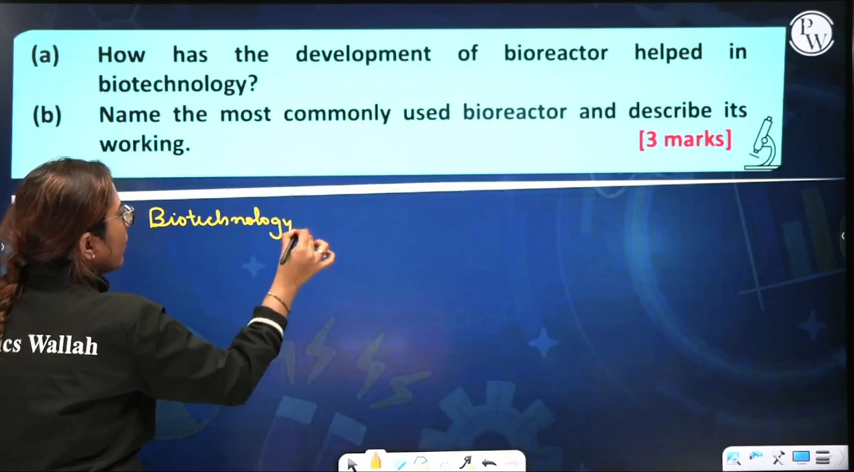 (a) How has the development of bioreactor helped in
biotechnology?
(b) Name the most commonly used bioreactor and describe its
working.
[3 marks]
P
W
Biotechnology
cs Wallah